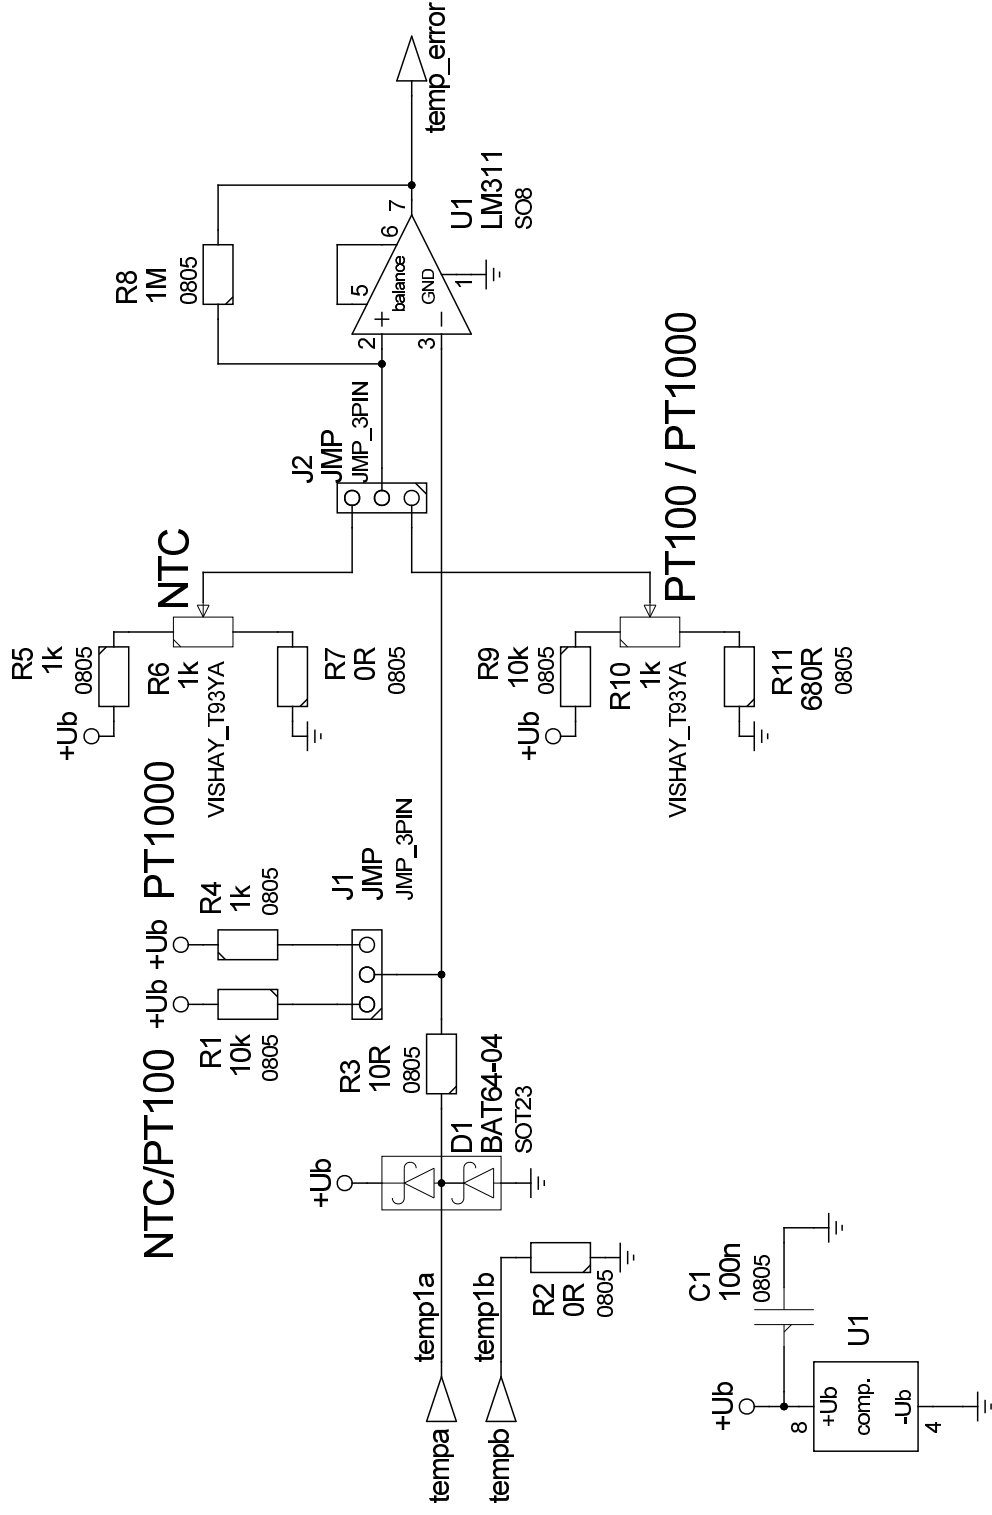 NTC/PT100
PT1000
+Ub
+Ub
R1
10k
0805
R4
1k
0805
J1
JMP
JMP_3PIN
+Ub
R5
1k
0805
R6
1k
VISHAY_T93YA
NTC
R7
0R
0805
J2
JMP
JMP_3PIN
R8
1M
0805
2
3
5
6
7
1
+
−
balance
GND
U1
LM311
SO8
temp_error
+Ub
D1
BAT64-04
SOT23
R3
10R
0805
tempa
temp1a
tempb
temp1b
R2
0R
0805
+Ub
R9
10k
0805
R10
1k
VISHAY_T93YA
PT100 / PT1000
R11
680R
0805
+Ub
C1
100n
0805
8
+Ub
comp.
-Ub
4
U1